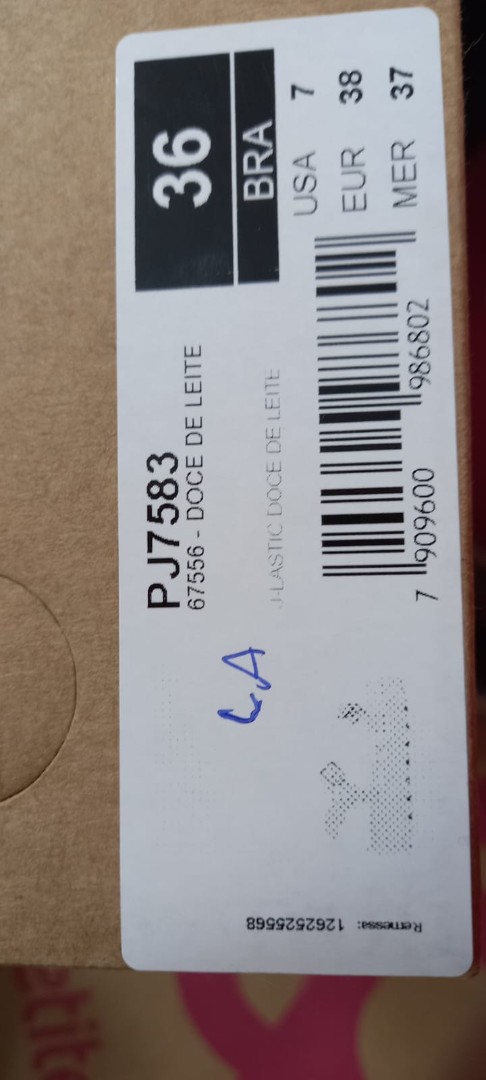 36
BRA
USA 7
EUR 38
MER 37
PJ7583
67556 - DOCE DE LEITE
J-LASTIC DOCE DE LEITE
7 909600 986802
LA
Remessa: 1262525568